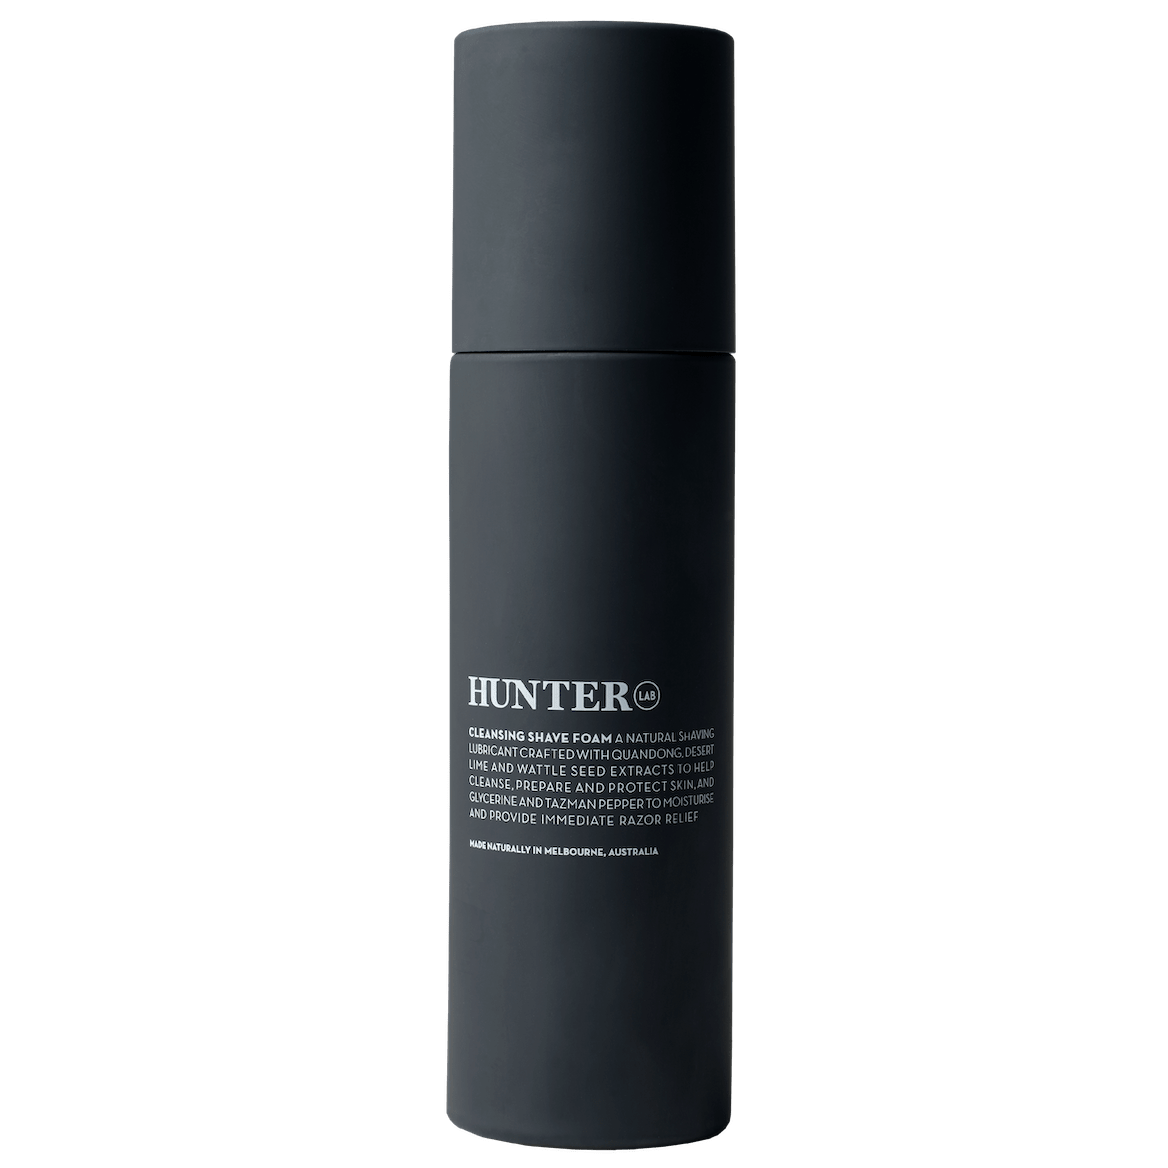 HUNTER LAB
CLEANSING SHAVE FOAM A NATURAL SHAVING
LUBRICANT CRAFTED WITH QUANDONG, DESERT
LIME AND WATTLE SEED EXTRACTS TO HELP
CLEANSE, PREPARE AND PROTECT SKIN, AND
GLYCERINE AND TAZMAN PEPPER TO MOISTURISE
AND PROVIDE IMMEDIATE RAZOR RELIEF
MADE NATURALLY IN MELBOURNE, AUSTRALIA